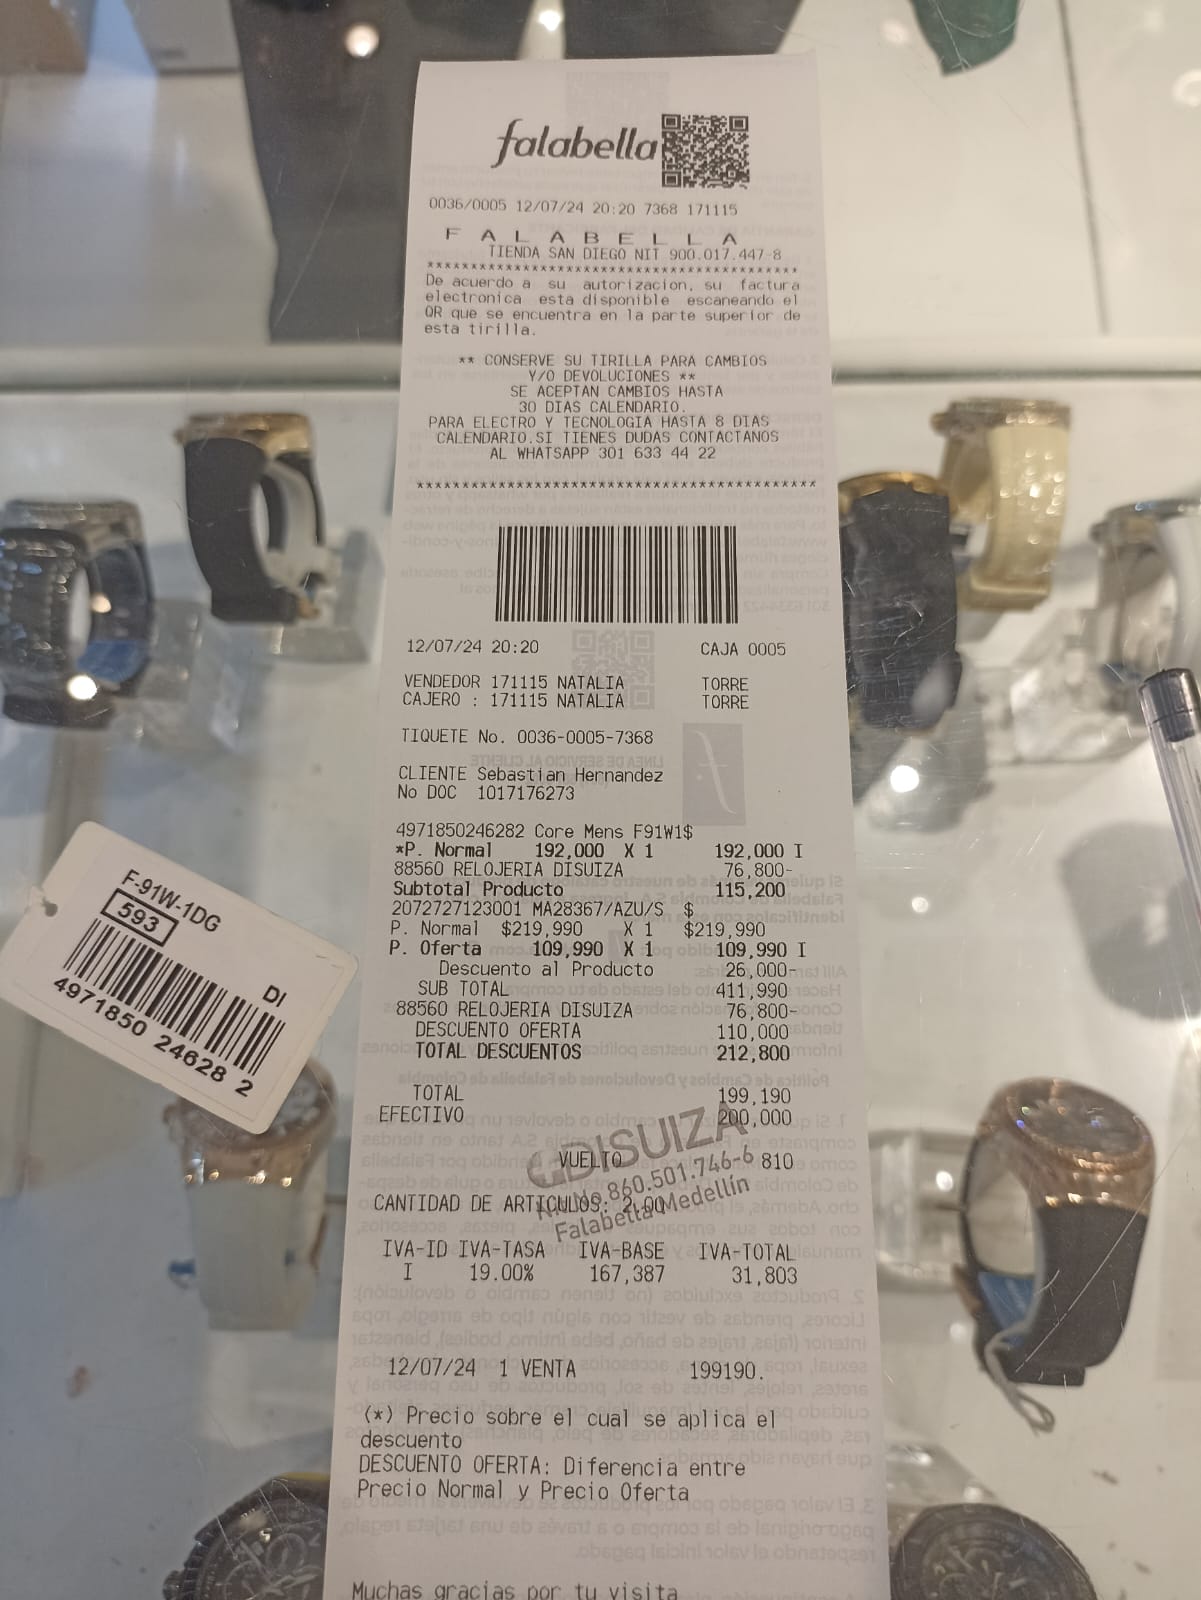 falabella
0036/0005 12/07/24 20:20 7368 171115
F A L A B E L L A
TIENDA SAN DIEGO NIT 900.017.447-8
*******************************************
De acuerdo a su autorizacion, su factura
electronica esta disponible escaneando el
QR que se encuentra en la parte superior de
esta tirilla.
** CONSERVE SU TIRILLA PARA CAMBIOS
Y/O DEVOLUCIONES **
SE ACEPTAN CAMBIOS HASTA
30 DIAS CALENDARIO.
PARA ELECTRO Y TECNOLOGIA HASTA 8 DIAS
CALENDARIO.SI TIENES DUDAS CONTACTANOS
AL WHATSAPP 301 633 44 22
*******************************************
12/07/24 20:20 CAJA 0005
VENDEDOR 171115 NATALIA TORRE
CAJERO : 171115 NATALIA TORRE
TIQUETE No. 0036-0005-7368
CLIENTE Sebastian Hernandez
No DOC 1017176273
4971850246282 Core Mens F91W1$
*P. Normal 192,000 X 1 192,000 I
88560 RELOJERIA DISUIZA 76,800-
Subtotal Producto 115,200
2072727123001 MA28367/AZU/S $
P. Normal $219,990 X 1 $219,990
P. Oferta 109,990 X 1 109,990 I
Descuento al Producto 26,000-
SUB TOTAL 411,990
88560 RELOJERIA DISUIZA 76,800-
DESCUENTO OFERTA 110,000
TOTAL DESCUENTOS 212,800
TOTAL 199,190
EFECTIVO 200,000
VUELTO 810
CANTIDAD DE ARTICULOS: 2.00
DISUIZA
Nit No. 860.501.746-6
Falabella Medellín
IVA-ID IVA-TASA IVA-BASE IVA-TOTAL
I 19.00% 167,387 31,803
12/07/24 1 VENTA 199190.
(*) Precio sobre el cual se aplica el
descuento
DESCUENTO OFERTA: Diferencia entre
Precio Normal y Precio Oferta
Muchas gracias por tu visita
F-91W-1DG
593
DI
4971850 24628 2